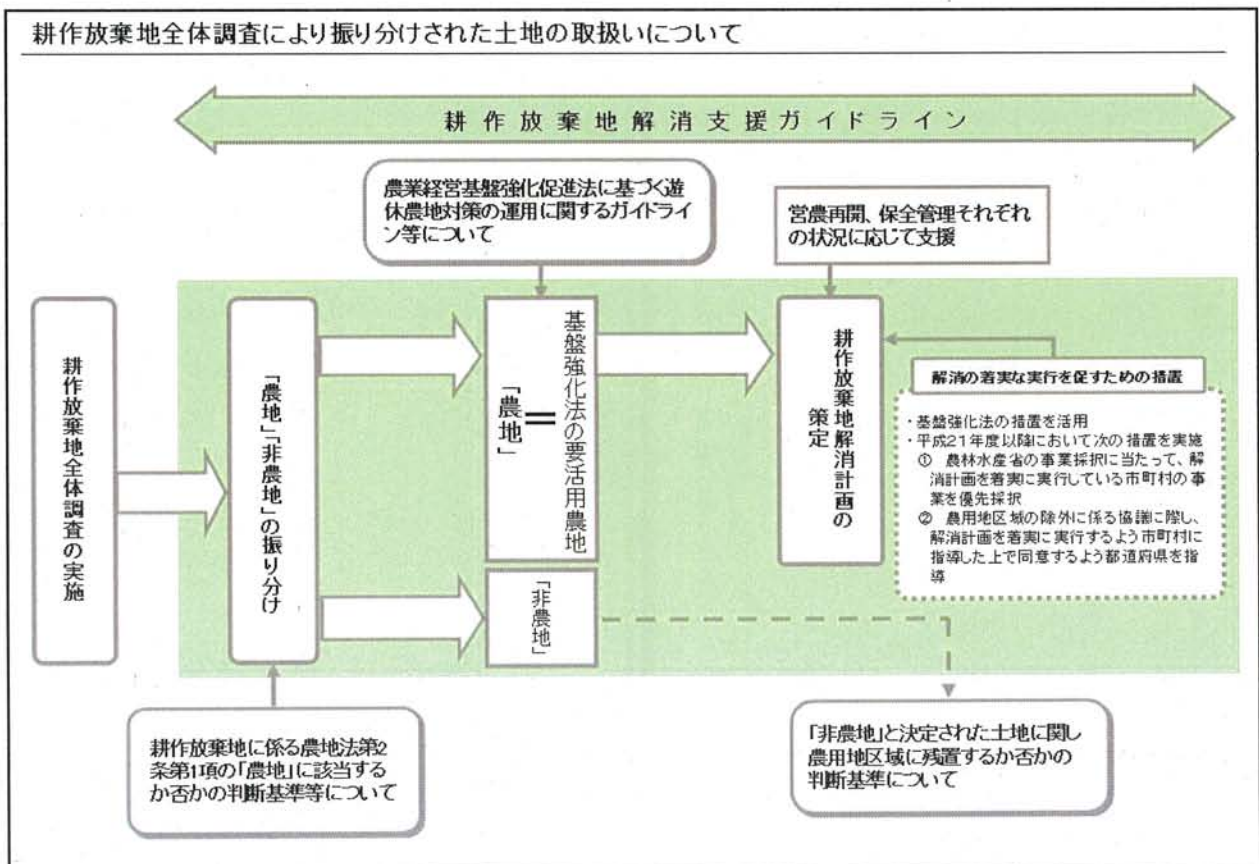 耕作放棄地全体調査により振り分けされた土地の取扱いについて
耕作放棄地解消支援ガイドライン
農業経営基盤強化促進法に基づく遊
休農地対策の運用に関するガイドライ
ン等について
営農再開、保全管理それぞれ
の状況に応じて支援
耕作放棄地全体調査の実施
「農地」「非農地」の振り分け
「農地」
=
基盤強化法の要活用農地
「非農地」
耕作放棄地解消計画の
策定
解消の着実な実行を促すための措置
・基盤強化法の措置を活用
・平成21年度以降において次の措置を実施
① 農林水産省の事業採択に当たって、解
消計画を着実に実行している市町村の事
業を優先採択
② 農用地区域の除外に係る協議に際し、
解消計画を着実に実行するよう市町村に
指導した上で同意するよう都道府県を指
導
耕作放棄地に係る農地法第2
条第1項の「農地」に該当する
か否かの判断基準等について
「非農地」と決定された土地に関し
農用地区域に残置するか否かの
判断基準について